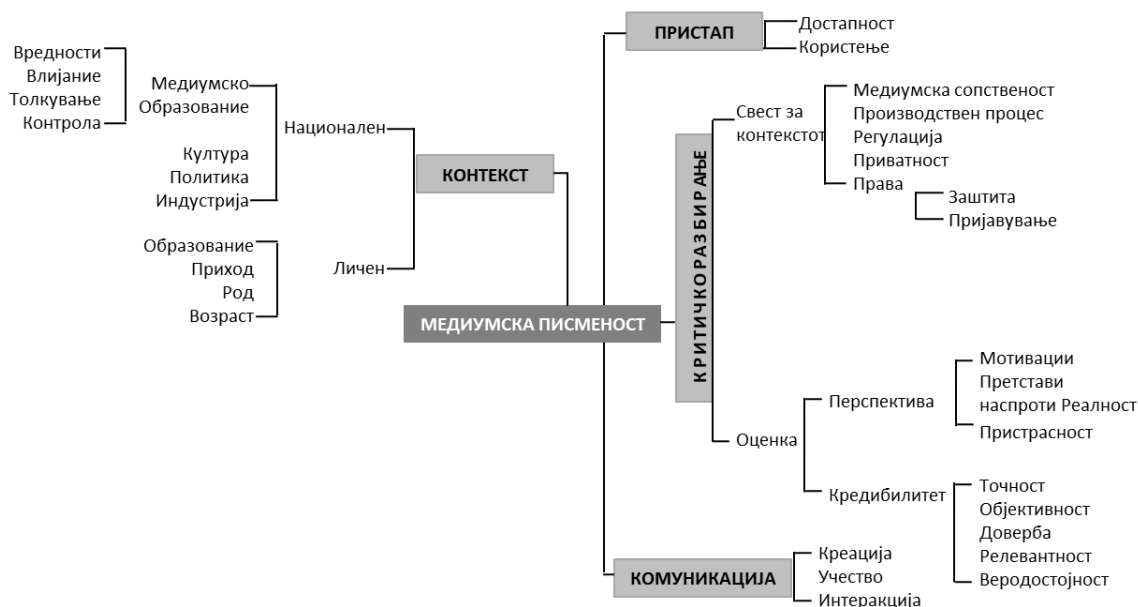 ПРИСТАП
Достапност
Користење
Вредности
Влијание
Толкување
Контрола
Медиумско
Образование
Култура
Политика
Индустрија
Национален
КОНТЕКСТ
Образование
Приход
Род
Возраст
Личен
МЕДИУМСКА ПИСМЕНОСТ
КРИТИЧКО РАЗБИРАЊЕ
Свест за
контекстот
Медиумска сопственост
Производствен процес
Регулација
Приватност
Права
Заштита
Пријавување
Оценка
Перспектива
Мотивации
Претстави
наспроти Реалност
Пристрасност
Кредибилитет
Точност
Објективност
Доверба
Релевантност
Веродостојност
КОМУНИКАЦИЈА
Креација
Учество
Интеракција